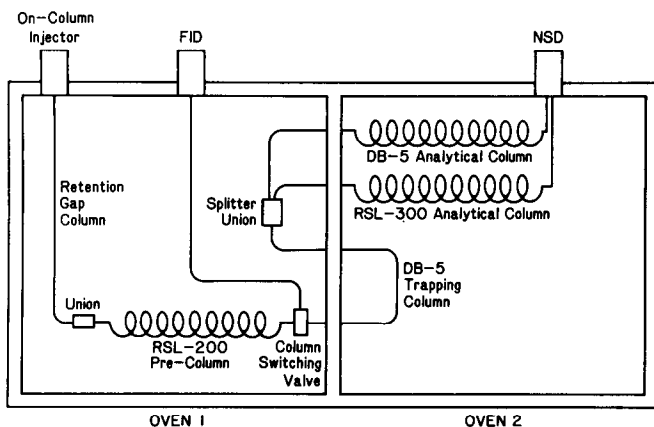 On-Column
Injector
FID
NSD
DB-5 Analytical Column
RSL-300 Analytical Column
Retention
Gap
Column
Splitter
Union
DB-5
Trapping
Column
Union
RSL-200
Pre-Column
Column
Switching
Valve
OVEN 1
OVEN 2